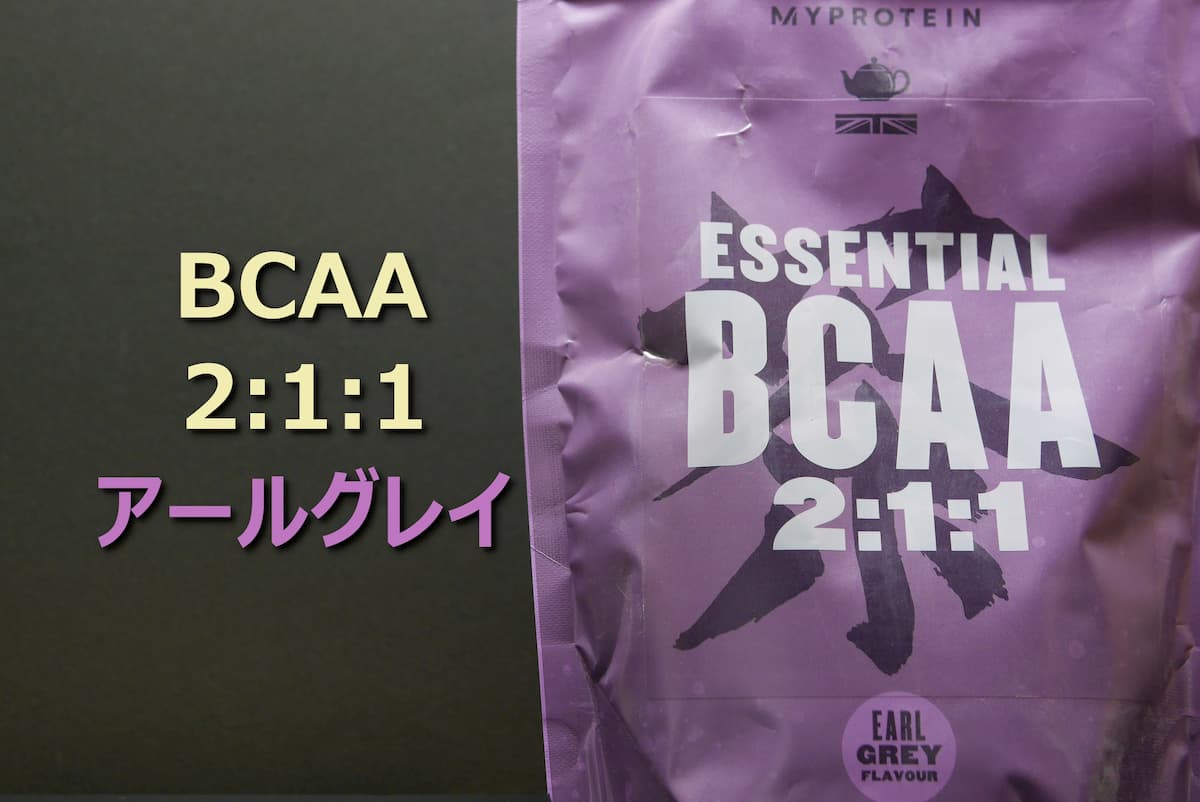 BCAA
2:1:1
アールグレイ
MYPROTEIN
ESSENTIAL
BCAA
2:1:1
EARL
GREY
FLAVOUR